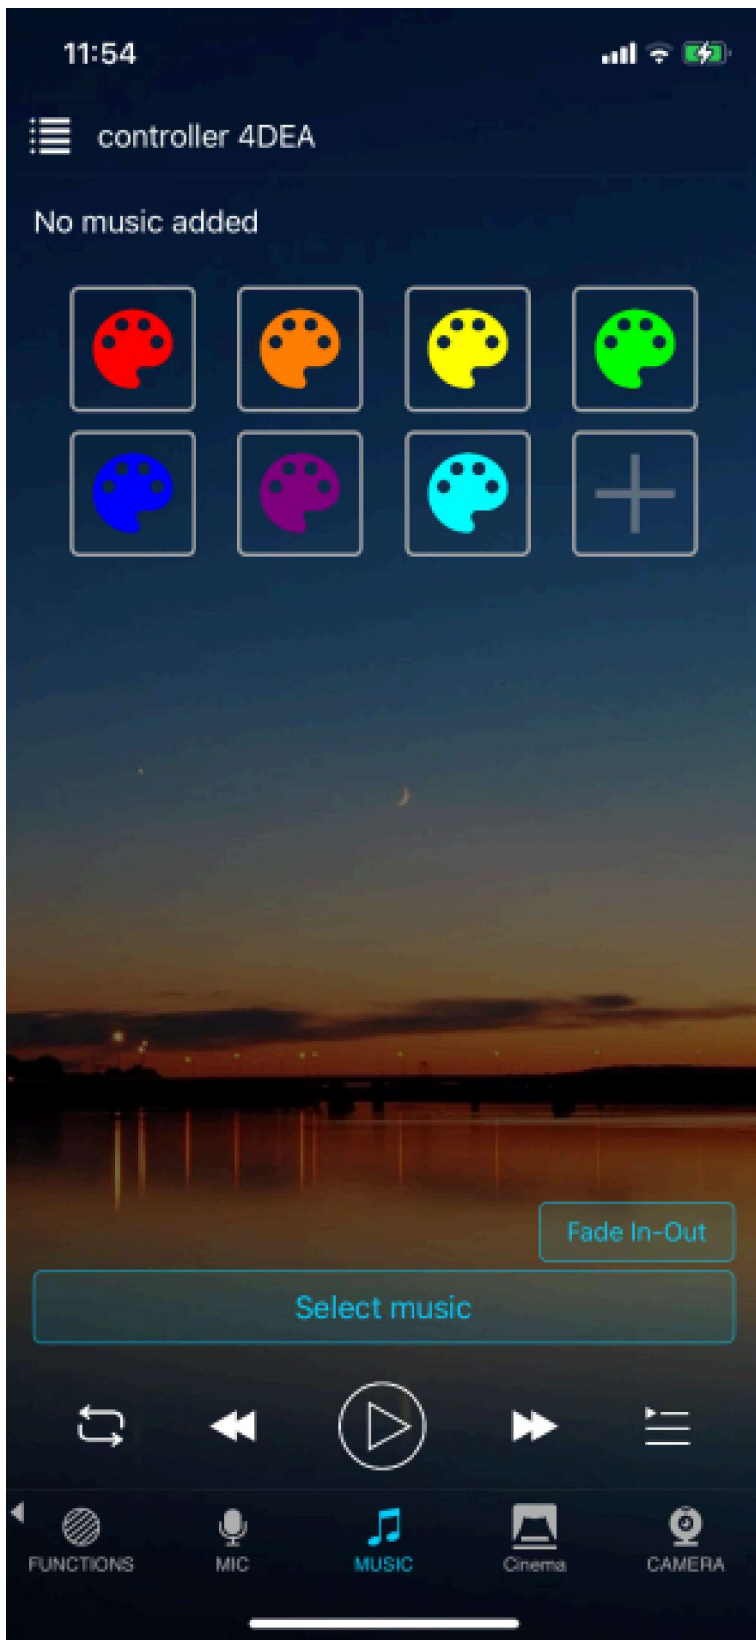 11:54
controller 4DEA
No music added
Fade In-Out
Select music
FUNCTIONS
MIC
MUSIC
Cinema
CAMERA